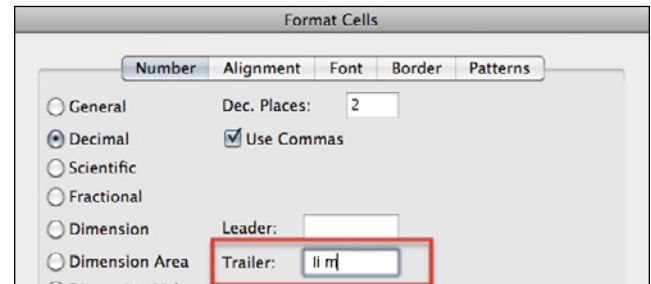 Format Cells
Number Alignment Font Border Patterns
General Dec. Places: 2
Decimal Use Commas
Scientific
Fractional
Dimension Leader:
Dimension Area Trailer: li m